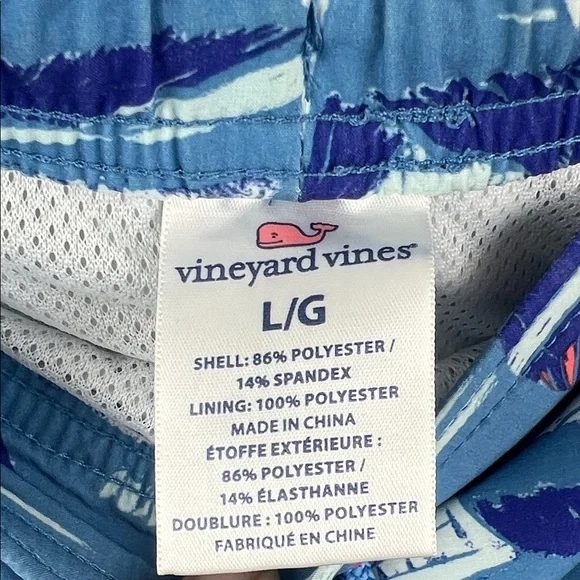 vineyard vines
L/G
SHELL: 86% POLYESTER /
14% SPANDEX
LINING: 100% POLYESTER
MADE IN CHINA
ÉTOFFE EXTÉRIEURE :
86% POLYESTER /
14% ÉLASTHANNE
DOUBLURE : 100% POLYESTER
FABRIQUÉ EN CHINE